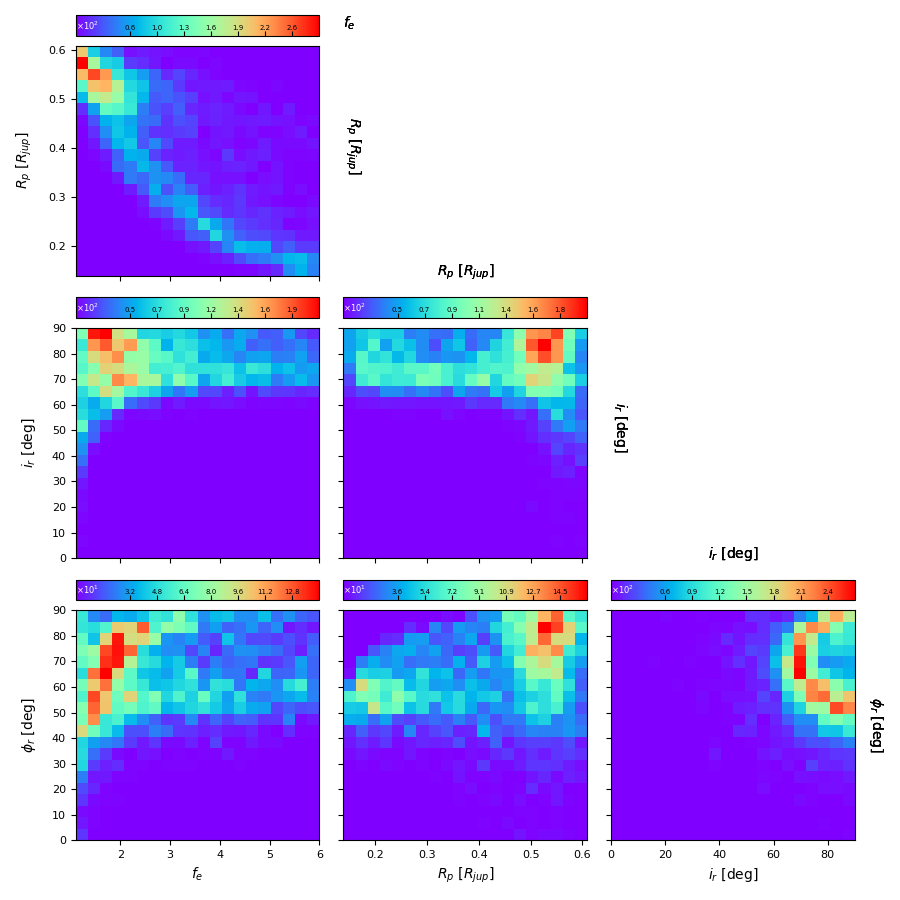 ×10² 0.6 1.0 1.3 1.6 1.9 2.2 2.6
f_e
0.6
0.5
0.4
0.3
0.2
R_p [R_jup]
R_p [R_jup]
R_p [R_jup]
×10² 0.5 0.7 0.9 1.2 1.4 1.6 1.9
×10² 0.5 0.7 0.9 1.1 1.4 1.6 1.8
90
80
70
60
50
40
30
20
10
0
i_r [deg]
i_r [deg]
i_r [deg]
×10¹ 3.2 4.8 6.4 8.0 9.6 11.2 12.8
×10¹ 3.6 5.4 7.2 9.1 10.9 12.7 14.5
×10² 0.6 0.9 1.2 1.5 1.8 2.1 2.4
90
80
70
60
50
40
30
20
10
0
ϕ_r [deg]
ϕ_r [deg]
2 3 4 5 6
0.2 0.3 0.4 0.5 0.6
0 20 40 60 80
f_e
R_p [R_jup]
i_r [deg]